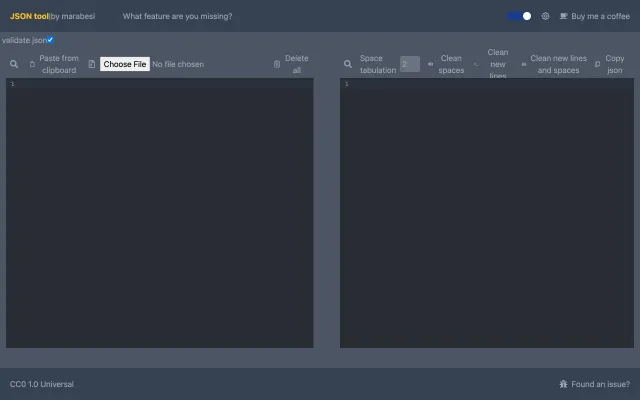 JSON tool|by marabesi
What feature are you missing?
Buy me a coffee
validate json
Paste from
clipboard
Choose File No file chosen
Delete
all
Space
tabulation
2
Clean
spaces
Clean
new
lines
Clean new lines
and spaces
Copy
json
1
1
CC0 1.0 Universal
Found an issue?